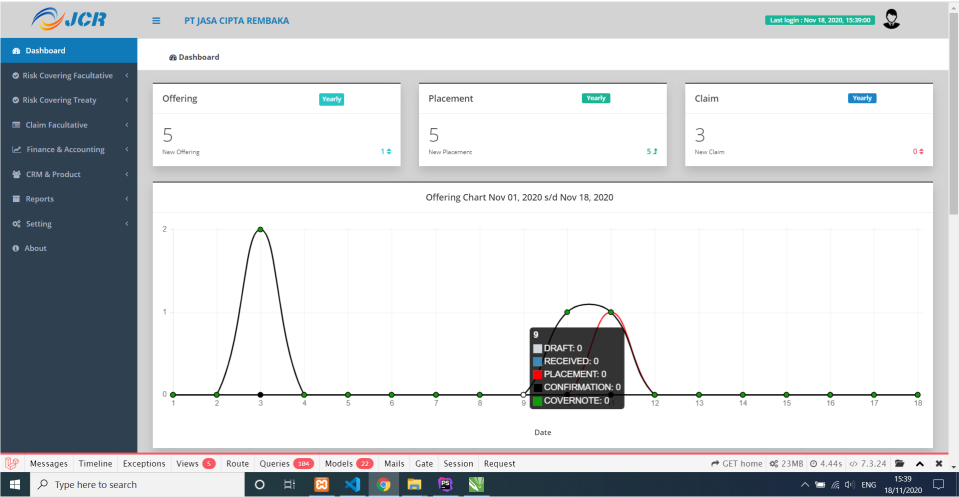 JCR
PT JASA CIPTA REMBAKA
Last login : Nov 18, 2020, 15:39:00
Dashboard
Risk Covering Facultative
Risk Covering Treaty
Claim Facultative
Finance & Accounting
CRM & Product
Reports
Setting
About
Dashboard
Offering Yearly
5
New Offering 1
Placement Yearly
5
New Placement 5
Claim Yearly
3
New Claim 0
Offering Chart Nov 01, 2020 s/d Nov 18, 2020
2
1
0
1 2 3 4 5 6 7 8 9 12 13 14 15 16 17 18
9
DRAFT: 0
RECEIVED: 0
PLACEMENT: 0
CONFIRMATION: 0
COVERNOTE: 0
Date
Messages Timeline Exceptions Views 5 Route Queries 104 Models 22 Mails Gate Session Request GET home 23MB 4.44s 7.3.24
Type here to search
ENG
15:39
18/11/2020